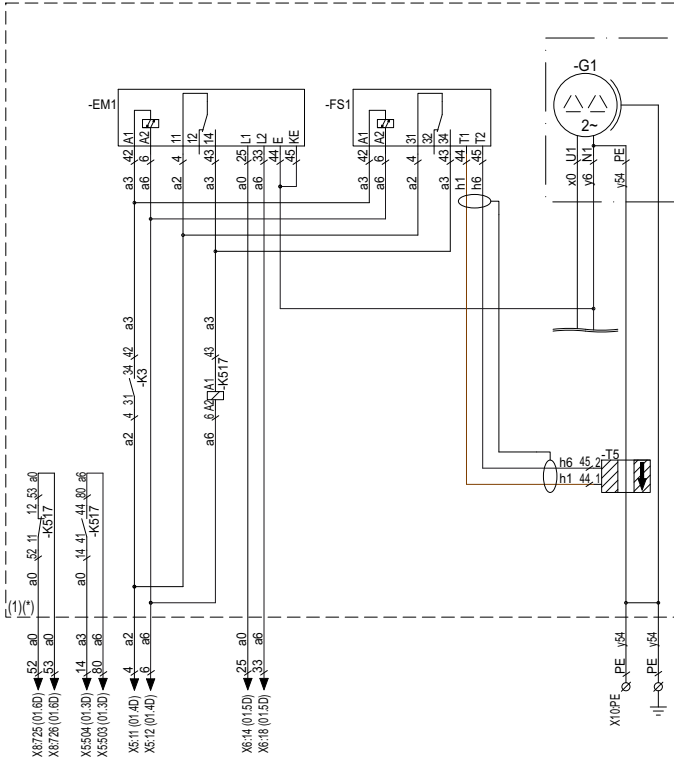 -G1
2~
-EM1
-FS1
A1
A2
11
12
14
L1
L2
E
KE
A1
A2
31
32
34
T1
T2
U1
N1
42
6
4
43
25
33
44
45
42
6
4
43
44
45
PE
a3
a6
a2
a3
a0
a6
a3
a6
a2
a3
h1
h6
x0
y6
y54
a3
a3
42
43
34
-K3
31
4
a2
A1
-K517
A2
6
a6
-T5
h6 45 2
h1 44 1
a0
53
12
-K517
11
52
a0
a6
80
44
-K517
41
14
a0
(1)(*)
a0
a0
a3
a6
a2
a6
a0
a6
y54
y54
52
53
14
80
4
6
25
33
PE
PE
X8:725 (01.6D)
X8:726 (01.6D)
X5:504 (01.3D)
X5:503 (01.3D)
X5:11 (01.4D)
X5:12 (01.4D)
X6:14 (01.5D)
X6:18 (01.5D)
X10:PE